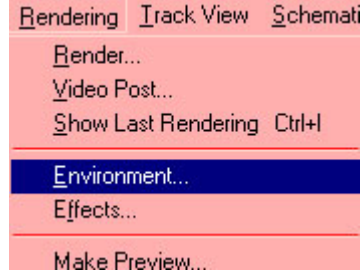 Rendering Track View Schemati
Render...
Video Post...
Show Last Rendering Ctrl+I
Environment...
Effects...
Make Preview...